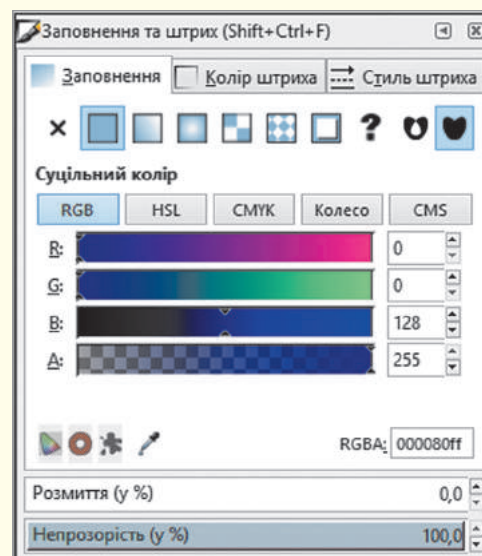 Заповнення та штрих (Shift+Ctrl+F)
Заповнення Колір штриха Стиль штриха
?
Суцільний колір
RGB HSL CMYK Колесо CMS
R: 0
G: 0
B: 128
A: 255
RGBA: 000080ff
Розмиття (у %) 0,0
Непрозорість (у %) 100,0